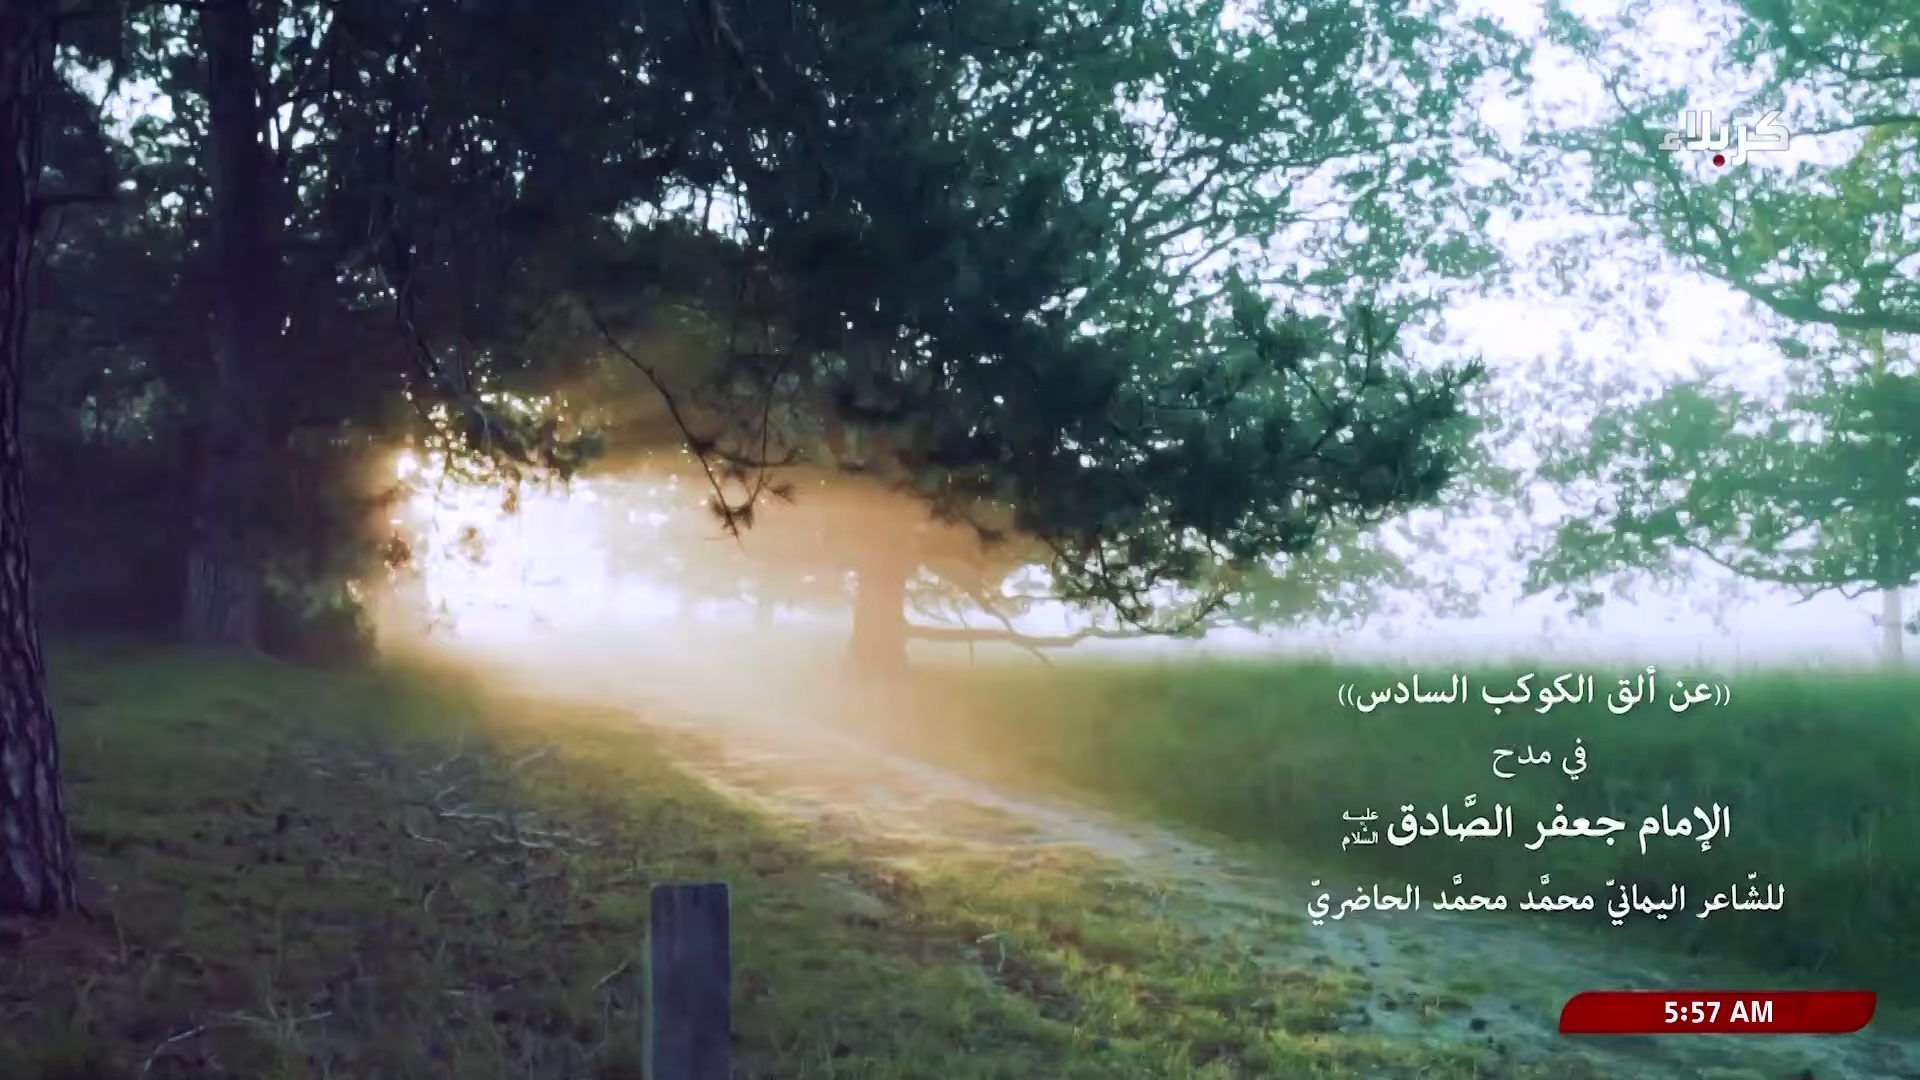 كربلاء
((عن ألق الكوكب السادس))
في مدح
الإمام جعفر الصَّادق عليه السّلام
للشّاعر اليمانيّ محمَّد محمَّد الحاضريّ
5:57 AM